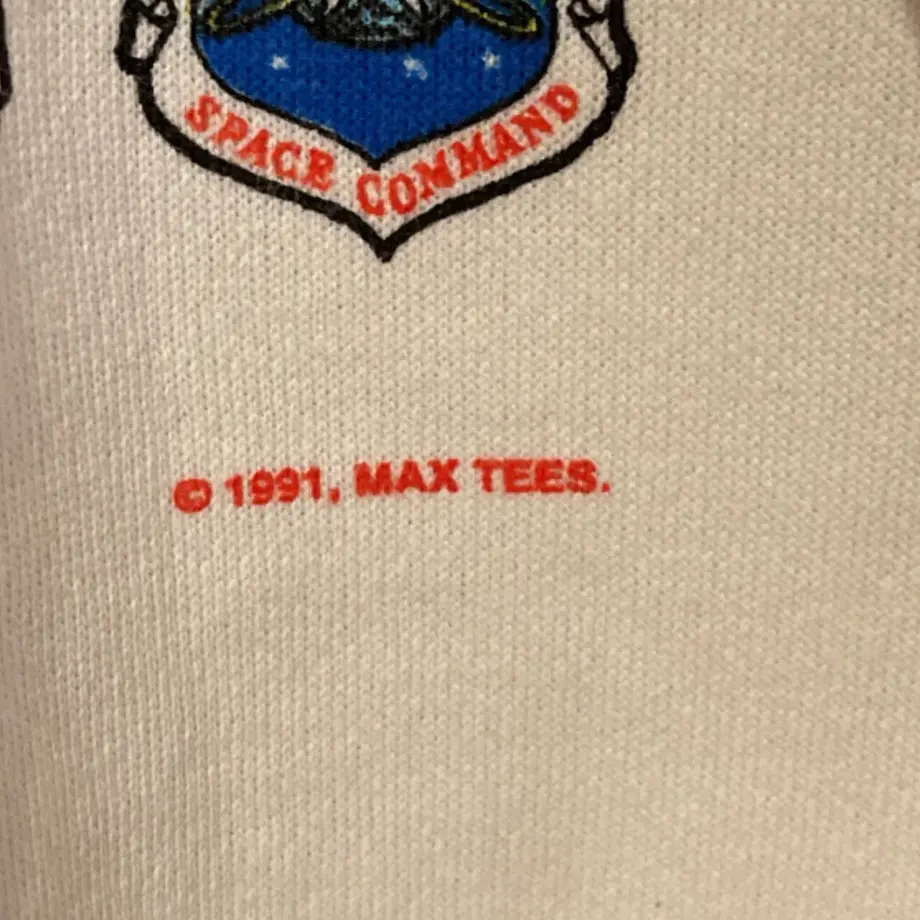 SPACE COMMAND
© 1991, MAX TEES.